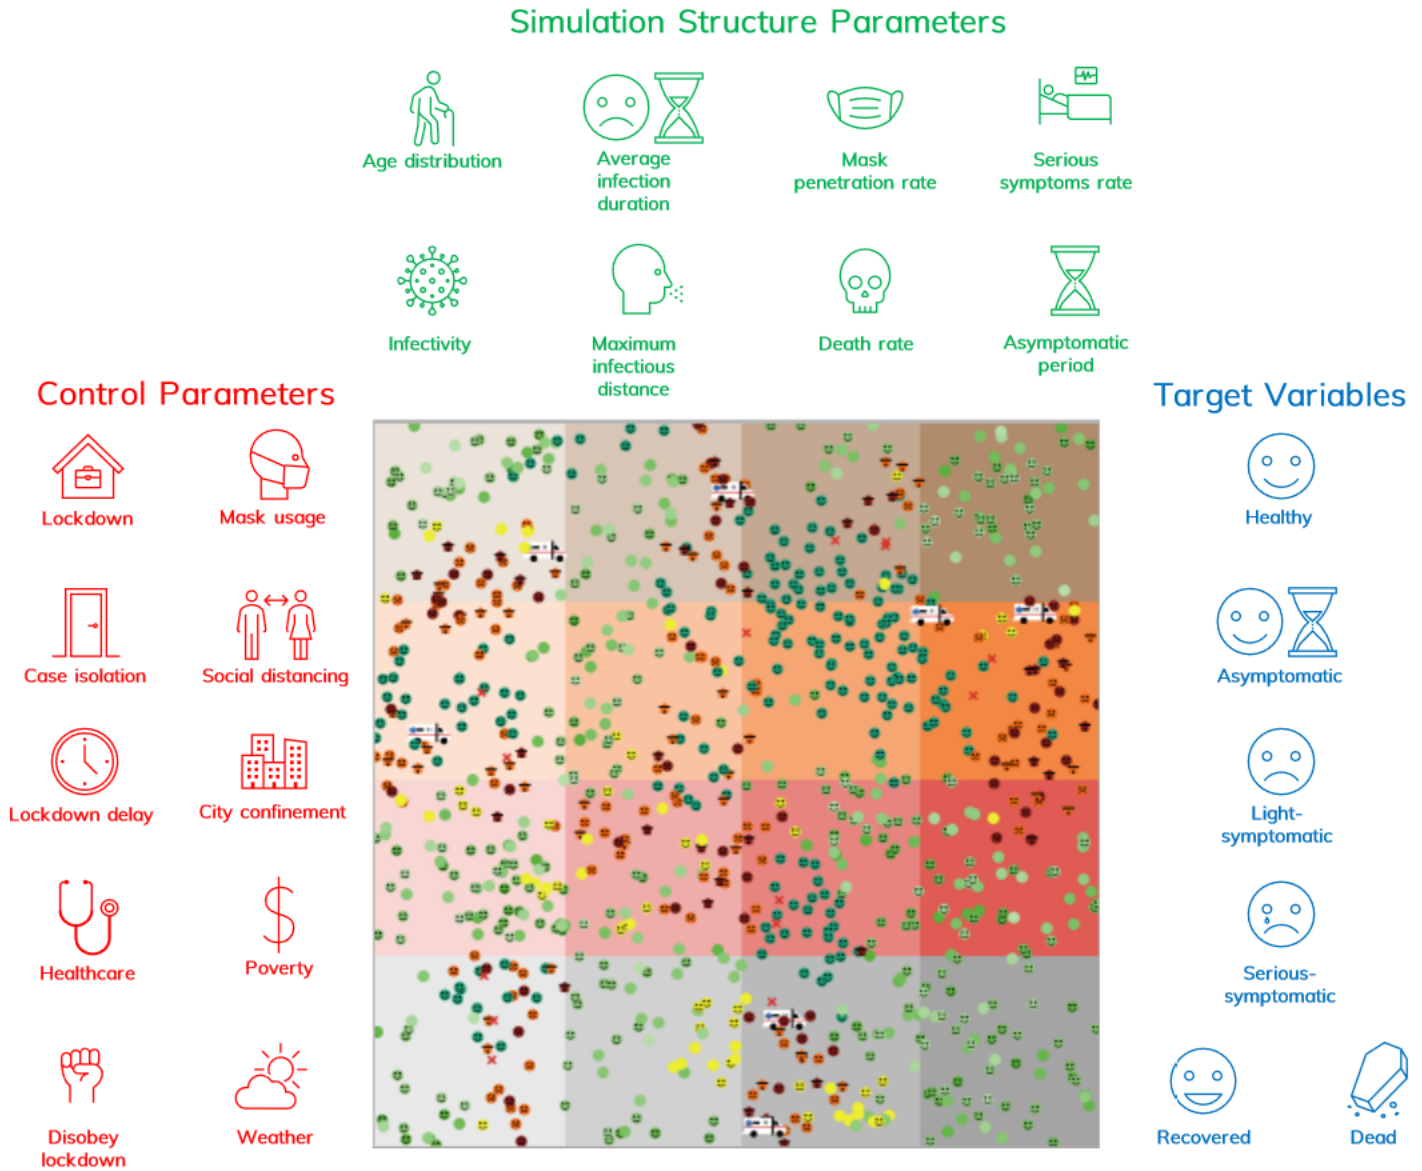 Simulation Structure Parameters
Age distribution
Average
infection
duration
Mask
penetration rate
Serious
symptoms rate
Infectivity
Maximum
infectious
distance
Death rate
Asymptomatic
period
Control Parameters
Lockdown
Mask usage
Case isolation
Social distancing
Lockdown delay
City confinement
Healthcare
Poverty
Disobey
lockdown
Weather
Target Variables
Healthy
Asymptomatic
Light-
symptomatic
Serious-
symptomatic
Recovered
Dead